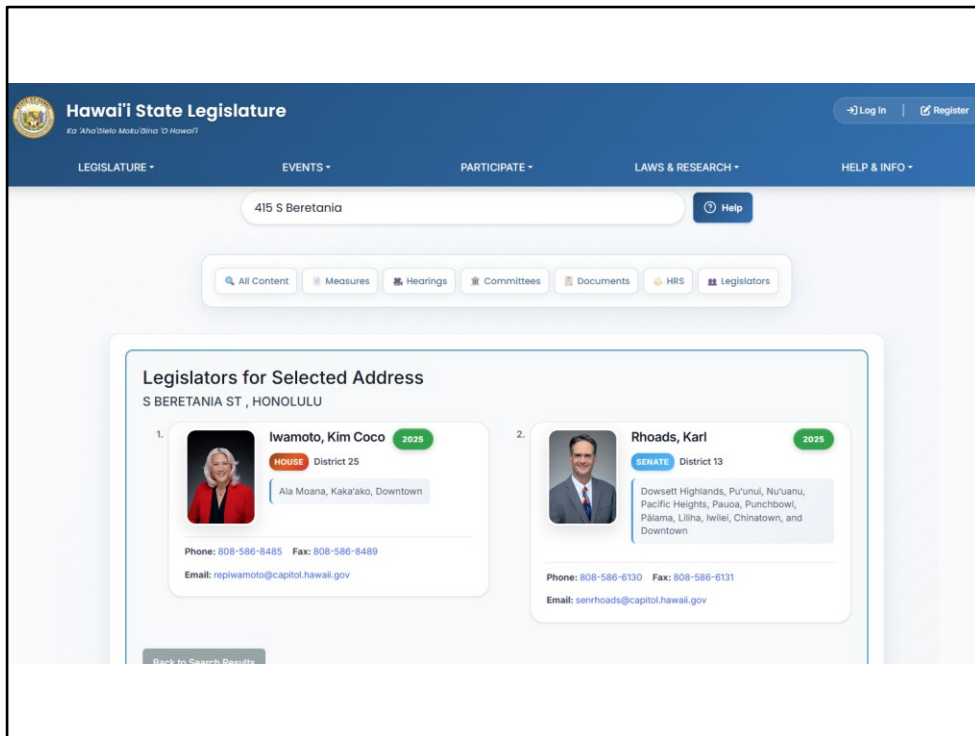 Hawai'i State Legislature
Ka 'Aha'ōlelo Moku'āina 'O Hawai'i
Log In | Register
LEGISLATURE
EVENTS
PARTICIPATE
LAWS & RESEARCH
HELP & INFO
415 S Beretania
Help
All Content
Measures
Hearings
Committees
Documents
HRS
Legislators
Legislators for Selected Address
S BERETANIA ST , HONOLULU
1.
Iwamoto, Kim Coco 2025
HOUSE District 25
Ala Moana, Kaka'ako, Downtown
Phone: 808-586-8485 Fax: 808-586-8489
Email: repiwamoto@capitol.hawaii.gov
2.
Rhoads, Karl 2025
SENATE District 13
Dowsett Highlands, Pu'unui, Nu'uanu,
Pacific Heights, Pauoa, Punchbowl,
Pālama, Liliha, Iwilei, Chinatown, and
Downtown
Phone: 808-586-6130 Fax: 808-586-6131
Email: senrhoads@capitol.hawaii.gov
Back to Search Results